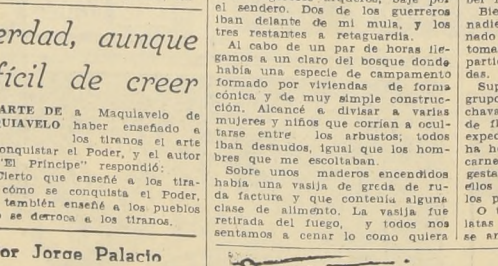 erdad, aunque
fícil de creer
ARTE DE a Maquiavelo de
QUIAVELO haber enseñado a
los tiranos el arte
onquistar el Poder, y el autor
"El Príncipe" respondió:
ierto que enseñé a los tira-
cómo se conquista el Poder,
también enseñé a los pueblos
se derroca a los tiranos.
or Jorge Palacio
el sendero. Dos de los guerreros
iban delante de mi mula, y los
tres restantes a retaguardia.
Al cabo de un par de horas lle-
gamos a un claro del bosque donde
había una especie de campamento
formado por viviendas de forma
cónica y de muy simple construc-
ción. Alcancé a divisar a varias
mujeres y niños que corrían a ocul-
tarse entre los arbustos; todos
iban desnudos, igual que los hom-
bres que me escoltaban.
Sobre unos maderos encendidos
había una vasija de greda de ru-
da factura y que contenía alguna
clase de alimento. La vasija fue
retirada del fuego, y todos nos
sentamos a cenar lo como quiera
Bie
nadie
nado
toma
partic
das.
Sup
grupo
chava
de fl
exped
ha h
carne
gesta
ellos
los p
O t
latas
se ar